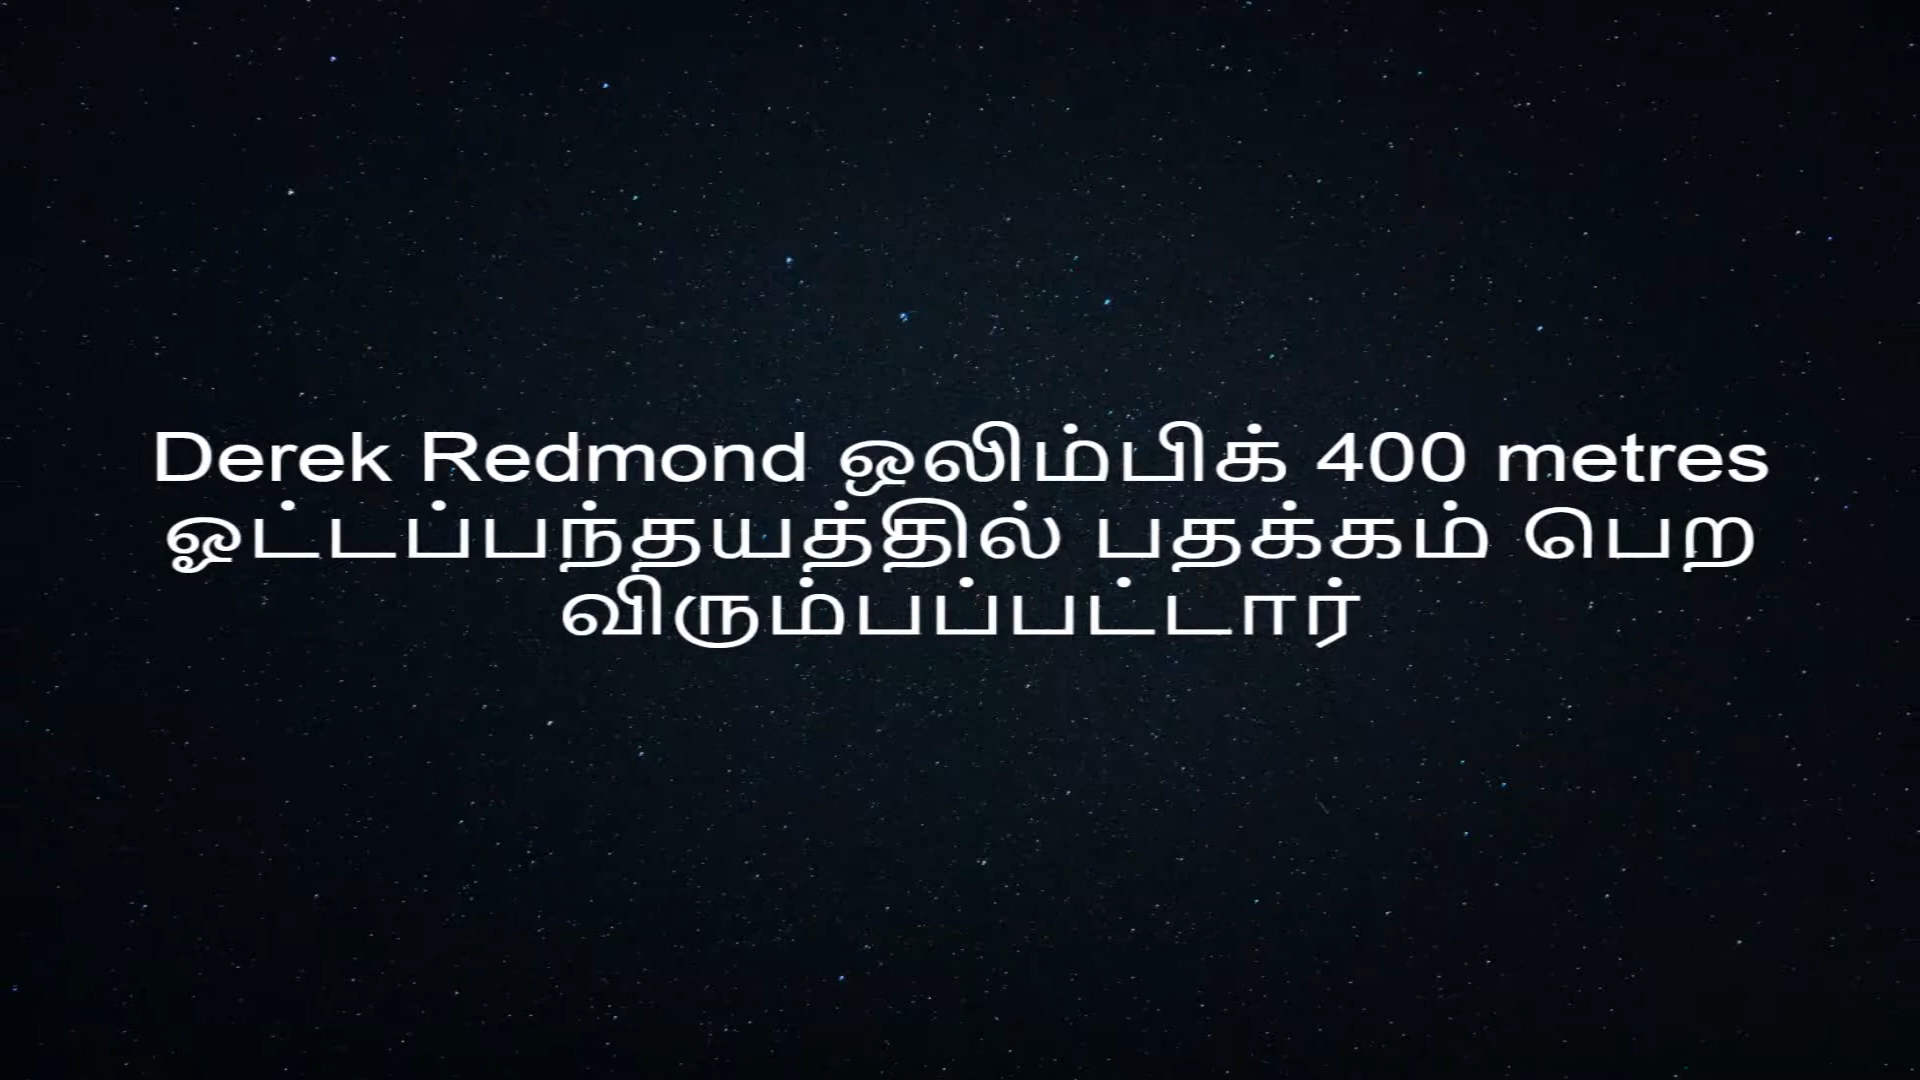 Derek Redmond ஒலிம்பிக் 400 metres
ஓட்டப்பந்தயத்தில் பதக்கம் பெற
விரும்பப்பட்டார்